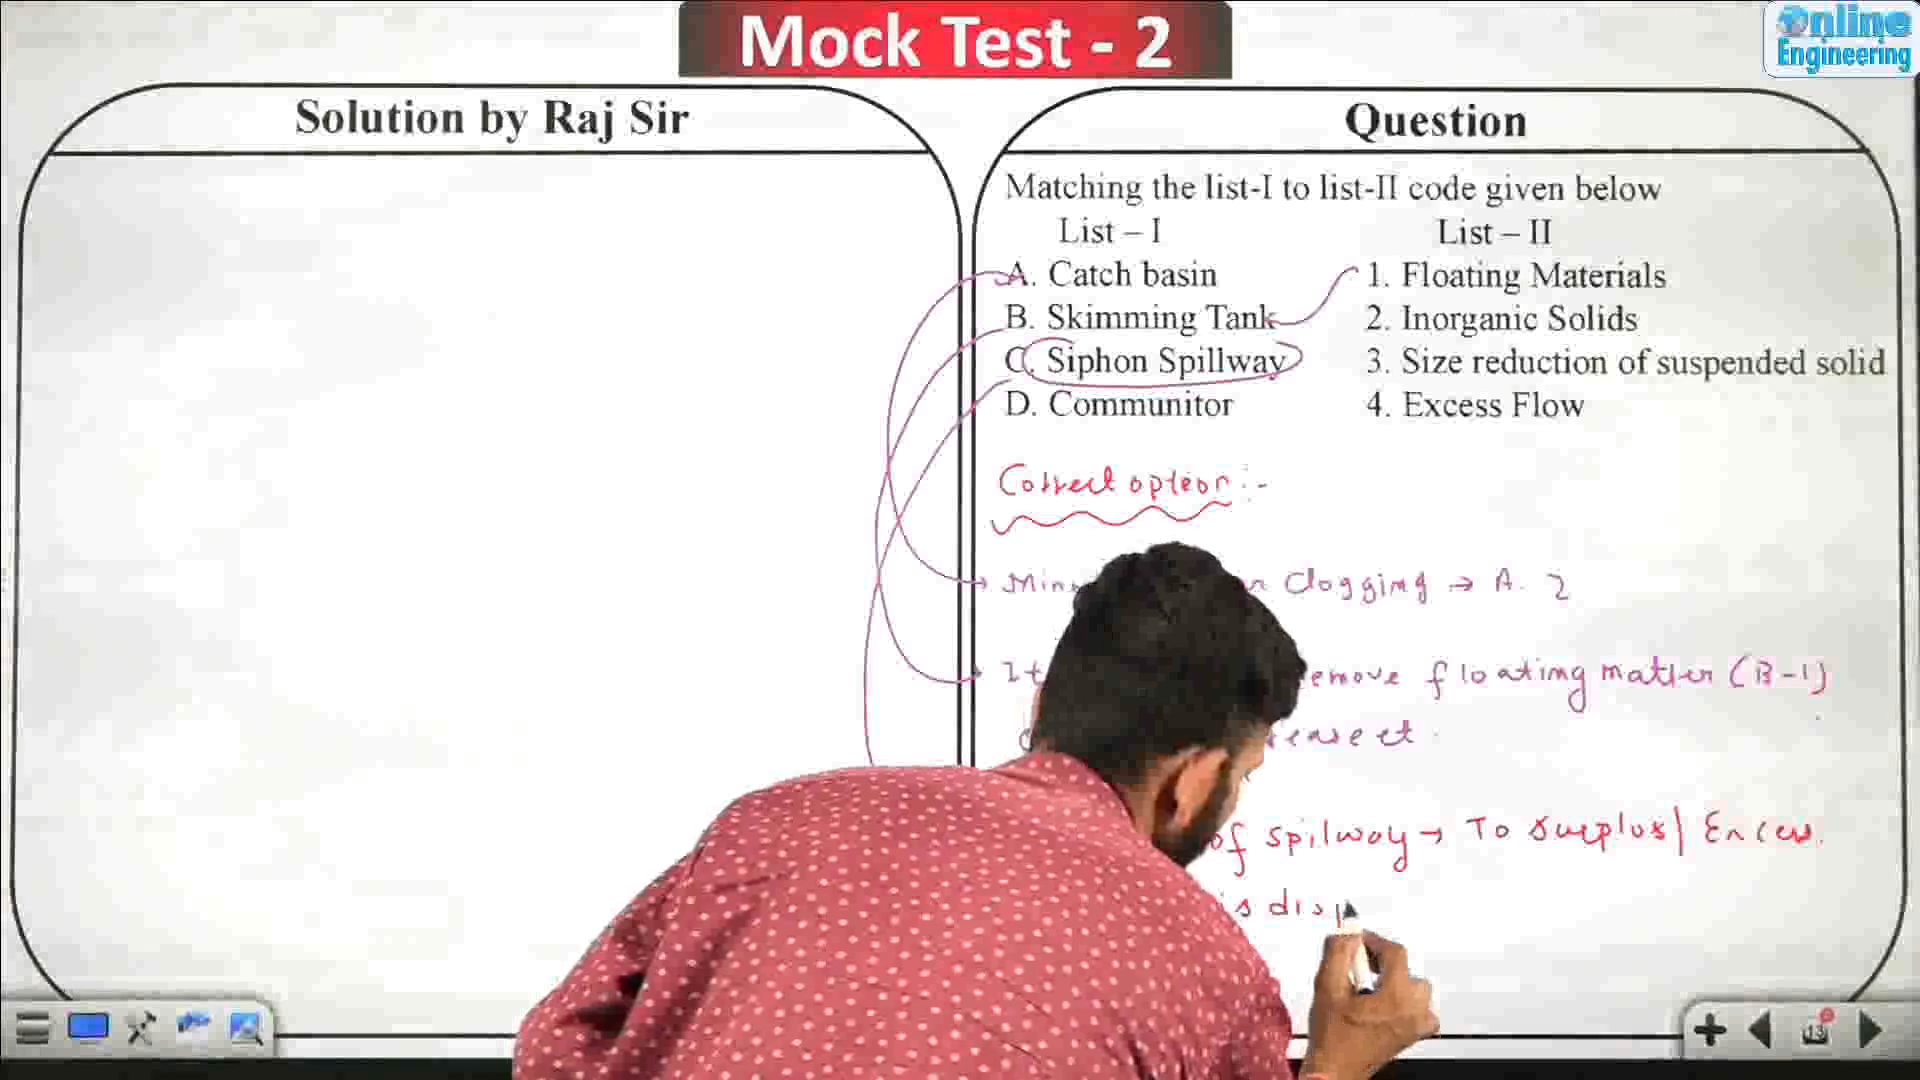 Mock Test - 2
Online
Engineering
Solution by Raj Sir
Question
Matching the list-I to list-II code given below
List – I List – II
A. Catch basin 1. Floating Materials
B. Skimming Tank 2. Inorganic Solids
C. Siphon Spillway 3. Size reduction of suspended solid
D. Communitor 4. Excess Flow
Correct option :-
Clogging → A. 2
floating matter (B-1)
of spilway → To surplus/
is
13